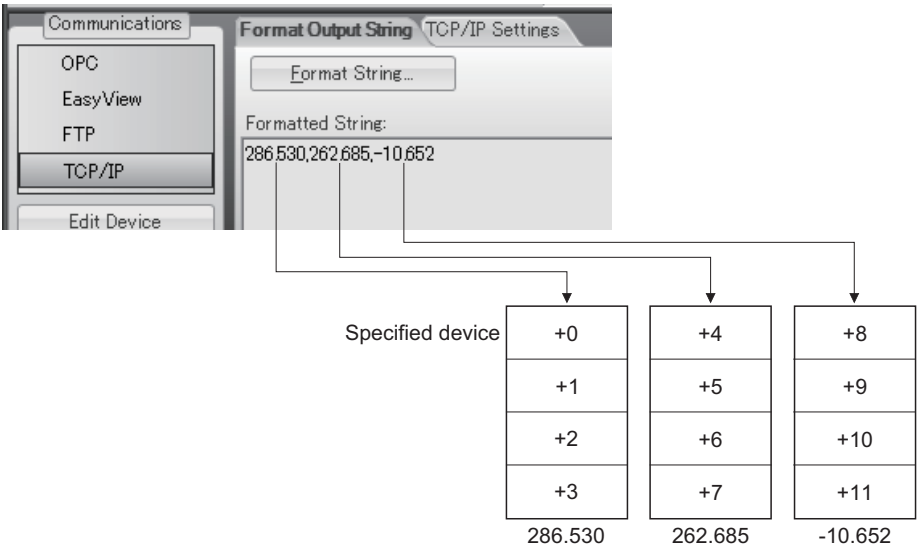 Communications
OPC
EasyView
FTP
TCP/IP
Edit Device
Format Output String TCP/IP Settings
Format String...
Formatted String:
286.530,262.685,-10.652
Specified device +0 +4 +8
+1 +5 +9
+2 +6 +10
+3 +7 +11
286.530 262.685 -10.652